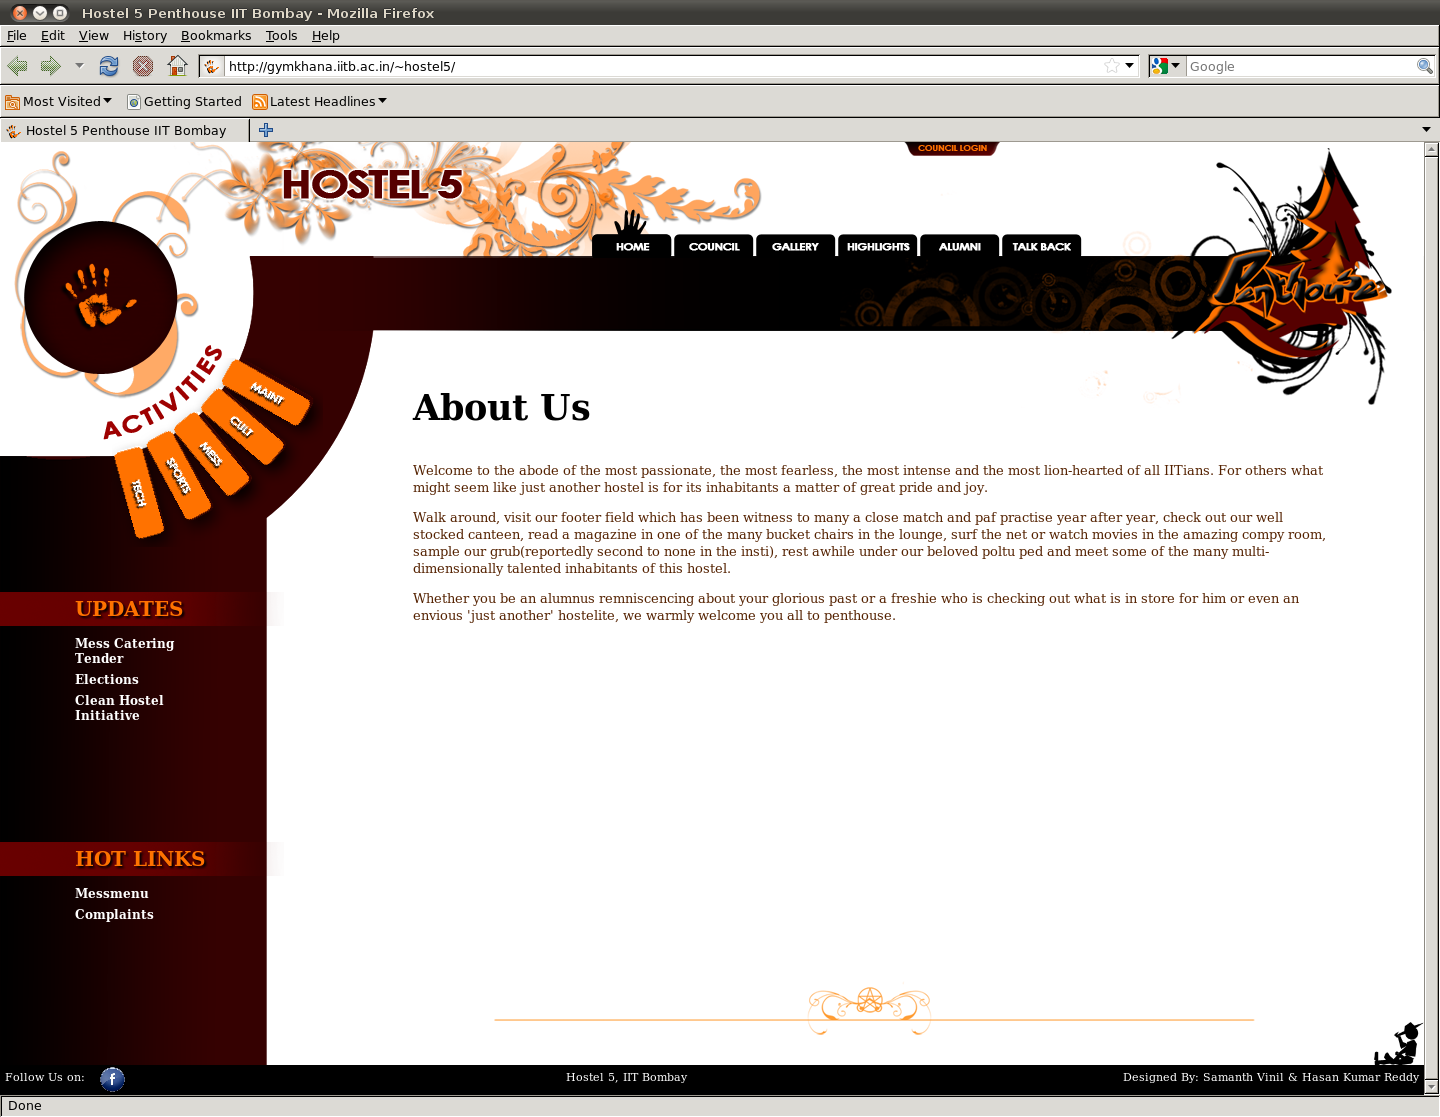 Hostel 5 Penthouse IIT Bombay - Mozilla Firefox
File Edit View History Bookmarks Tools Help
http://gymkhana.iitb.ac.in/~hostel5/
Google
Most Visited Getting Started Latest Headlines
Hostel 5 Penthouse IIT Bombay
COUNCIL LOGIN
HOSTEL 5
HOME COUNCIL GALLERY HIGHLIGHTS ALUMNI TALK BACK
Penthouse
ACTIVITIES
MAINT
CULT
MESS
SPORTS
TECH
About Us
Welcome to the abode of the most passionate, the most fearless, the most intense and the most lion-hearted of all IITians. For others what
might seem like just another hostel is for its inhabitants a matter of great pride and joy.
Walk around, visit our footer field which has been witness to many a close match and paf practise year after year, check out our well
stocked canteen, read a magazine in one of the many bucket chairs in the lounge, surf the net or watch movies in the amazing compy room,
sample our grub(reportedly second to none in the insti), rest awhile under our beloved poltu ped and meet some of the many multi-
dimensionally talented inhabitants of this hostel.
Whether you be an alumnus remniscencing about your glorious past or a freshie who is checking out what is in store for him or even an
envious 'just another' hostelite, we warmly welcome you all to penthouse.
UPDATES
Mess Catering
Tender
Elections
Clean Hostel
Initiative
HOT LINKS
Messmenu
Complaints
Follow Us on: f
Hostel 5, IIT Bombay
Designed By: Samanth Vinil & Hasan Kumar Reddy
Done